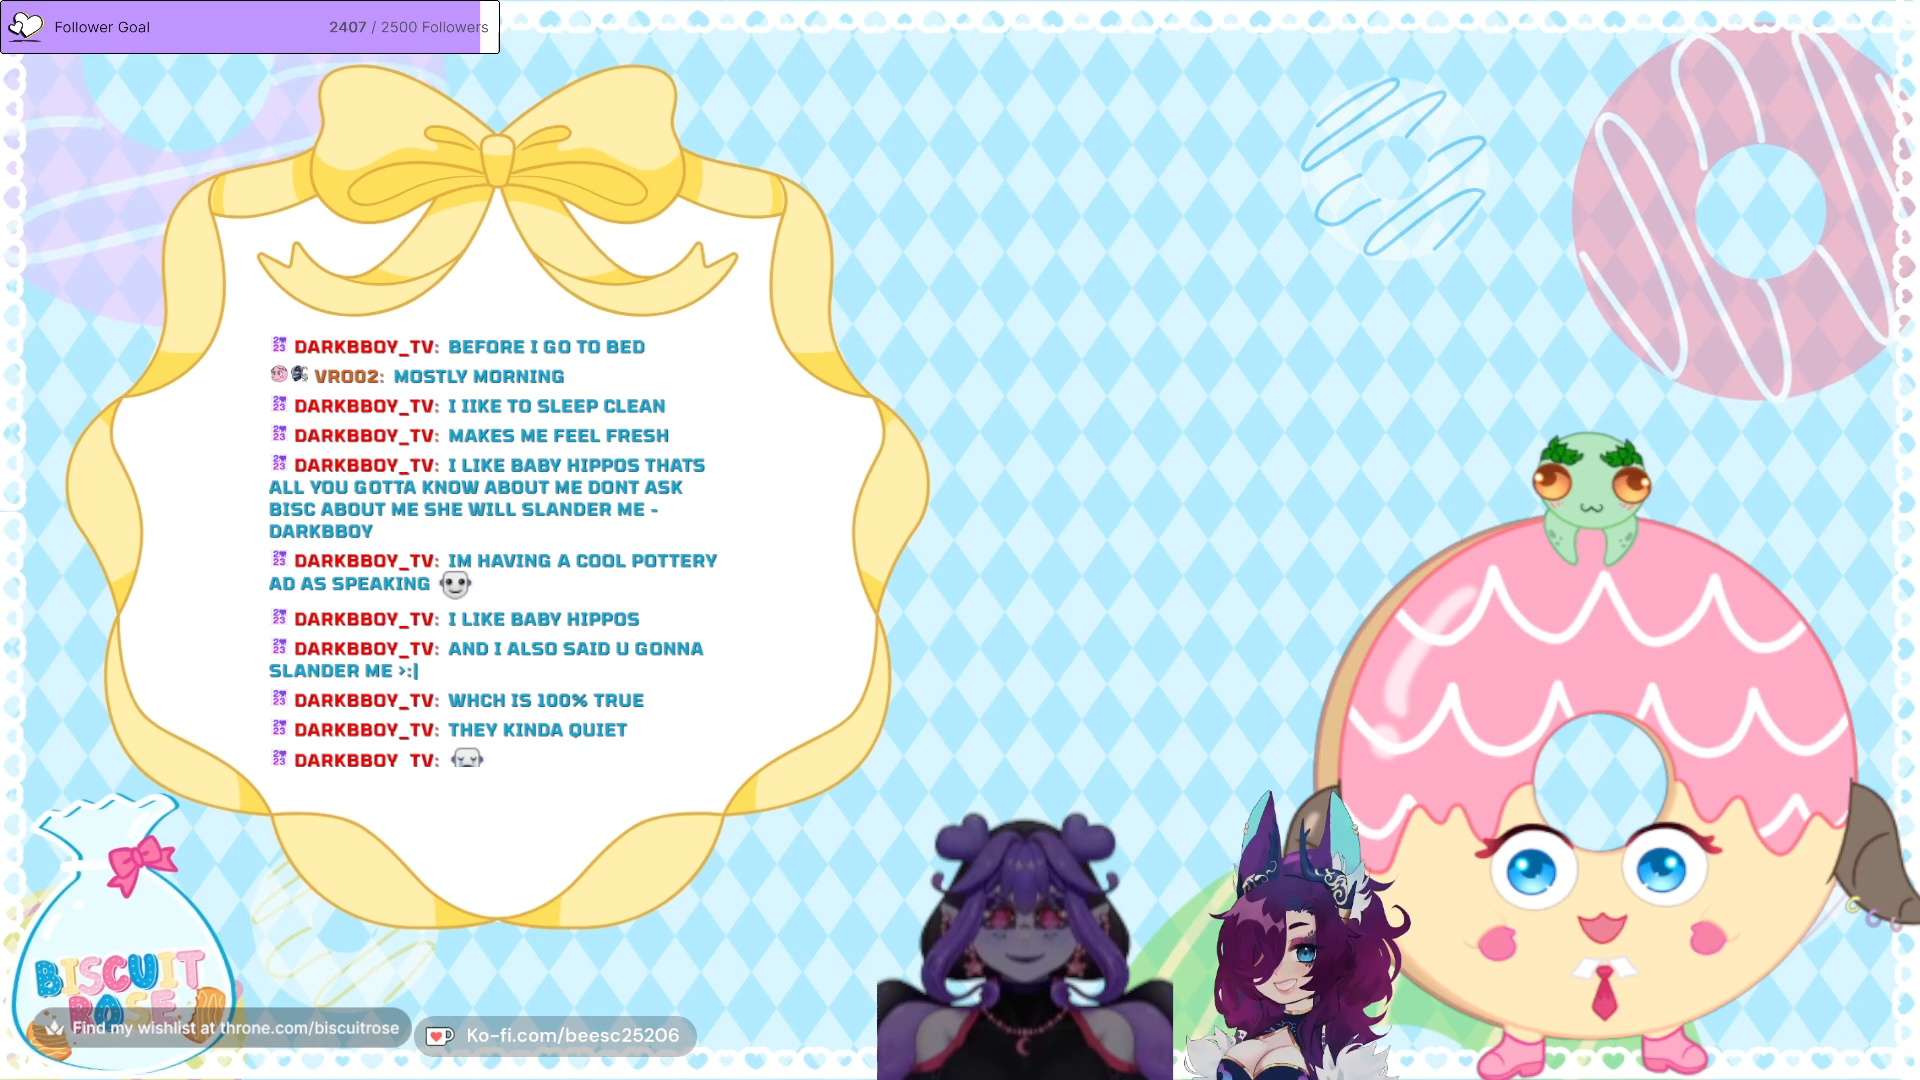 Follower Goal 2407 / 2500 Followers
DARKBBOY_TV: BEFORE I GO TO BED
VR002: MOSTLY MORNING
DARKBBOY_TV: I IIKE TO SLEEP CLEAN
DARKBBOY_TV: MAKES ME FEEL FRESH
DARKBBOY_TV: I LIKE BABY HIPPOS THATS
ALL YOU GOTTA KNOW ABOUT ME DONT ASK
BISC ABOUT ME SHE WILL SLANDER ME -
DARKBBOY
DARKBBOY_TV: IM HAVING A COOL POTTERY
AD AS SPEAKING
DARKBBOY_TV: I LIKE BABY HIPPOS
DARKBBOY_TV: AND I ALSO SAID U GONNA
SLANDER ME >:|
DARKBBOY_TV: WHCH IS 100% TRUE
DARKBBOY_TV: THEY KINDA QUIET
DARKBBOY_TV:
BISCUIT
ROSE
Find my wishlist at throne.com/biscuitrose
Ko-fi.com/beesc25206